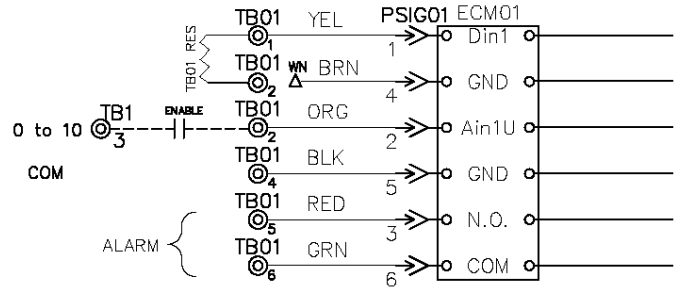 TB01 YEL PSIG01 ECM01
1 1 Din1
TB01 RES
TB01 WN BRN
2 4 GND
0 to 10 TB1 ENABLE TB01 ORG
3 2 2 Ain1U
COM TB01 BLK
4 5 GND
TB01 RED
5 3 N.O.
ALARM
TB01 GRN
6 6 COM